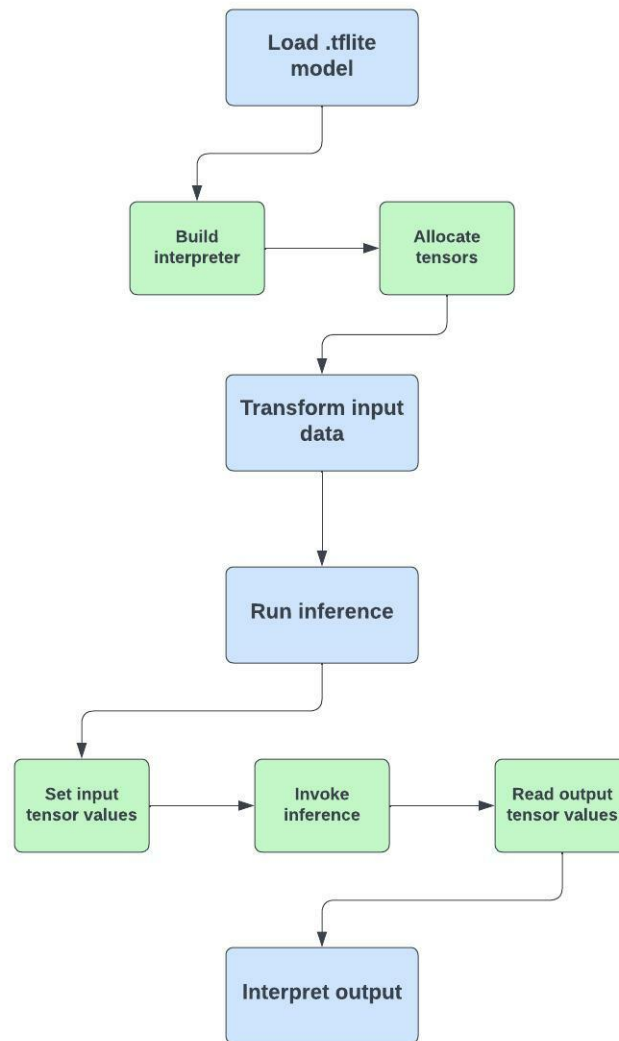 Load .tflite
model
Build
interpreter
Allocate
tensors
Transform input
data
Run inference
Set input
tensor values
Invoke
inference
Read output
tensor values
Interpret output